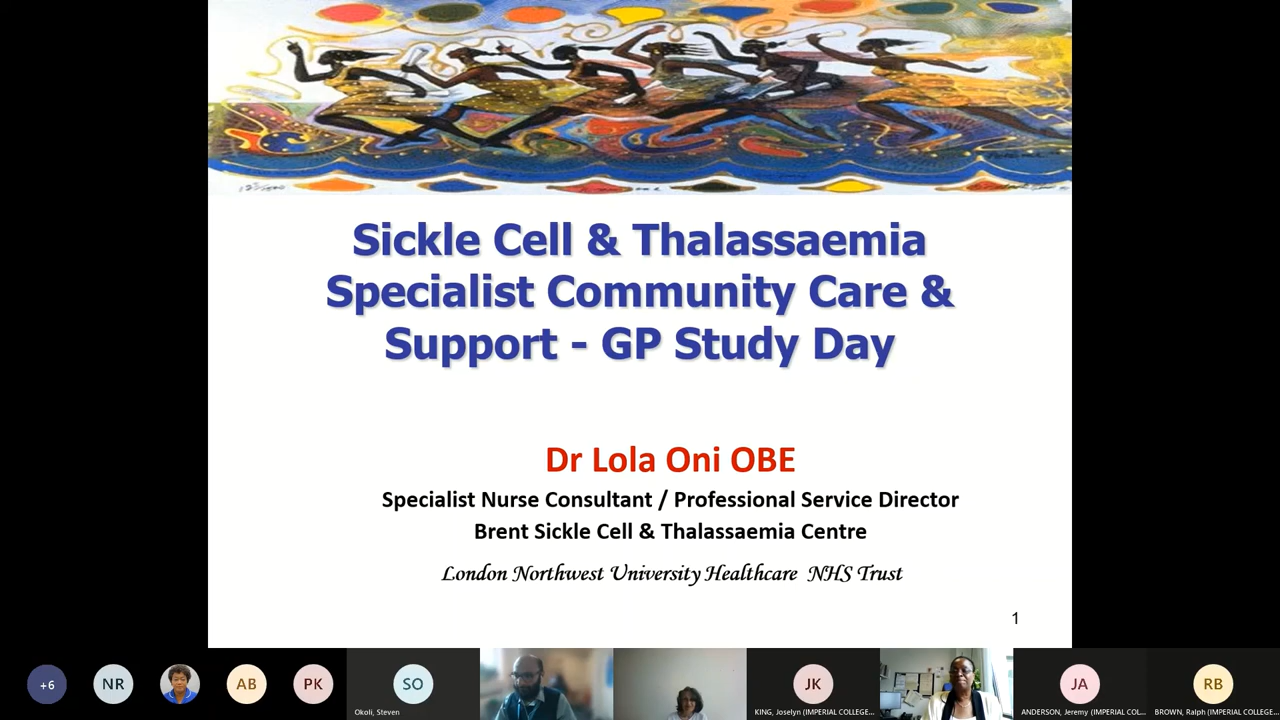 Sickle Cell & Thalassaemia
Specialist Community Care &
Support - GP Study Day
Dr Lola Oni OBE
Specialist Nurse Consultant / Professional Service Director
Brent Sickle Cell & Thalassaemia Centre
London Northwest University Healthcare NHS Trust
1
+6
NR
AB
PK
SO
JK
JA
RB
Okoli, Steven
KING, Joselyn (IMPERIAL COLLEGE...
ANDERSON, Jeremy (IMPERIAL COL...
BROWN, Ralph (IMPERIAL COLLEGE...